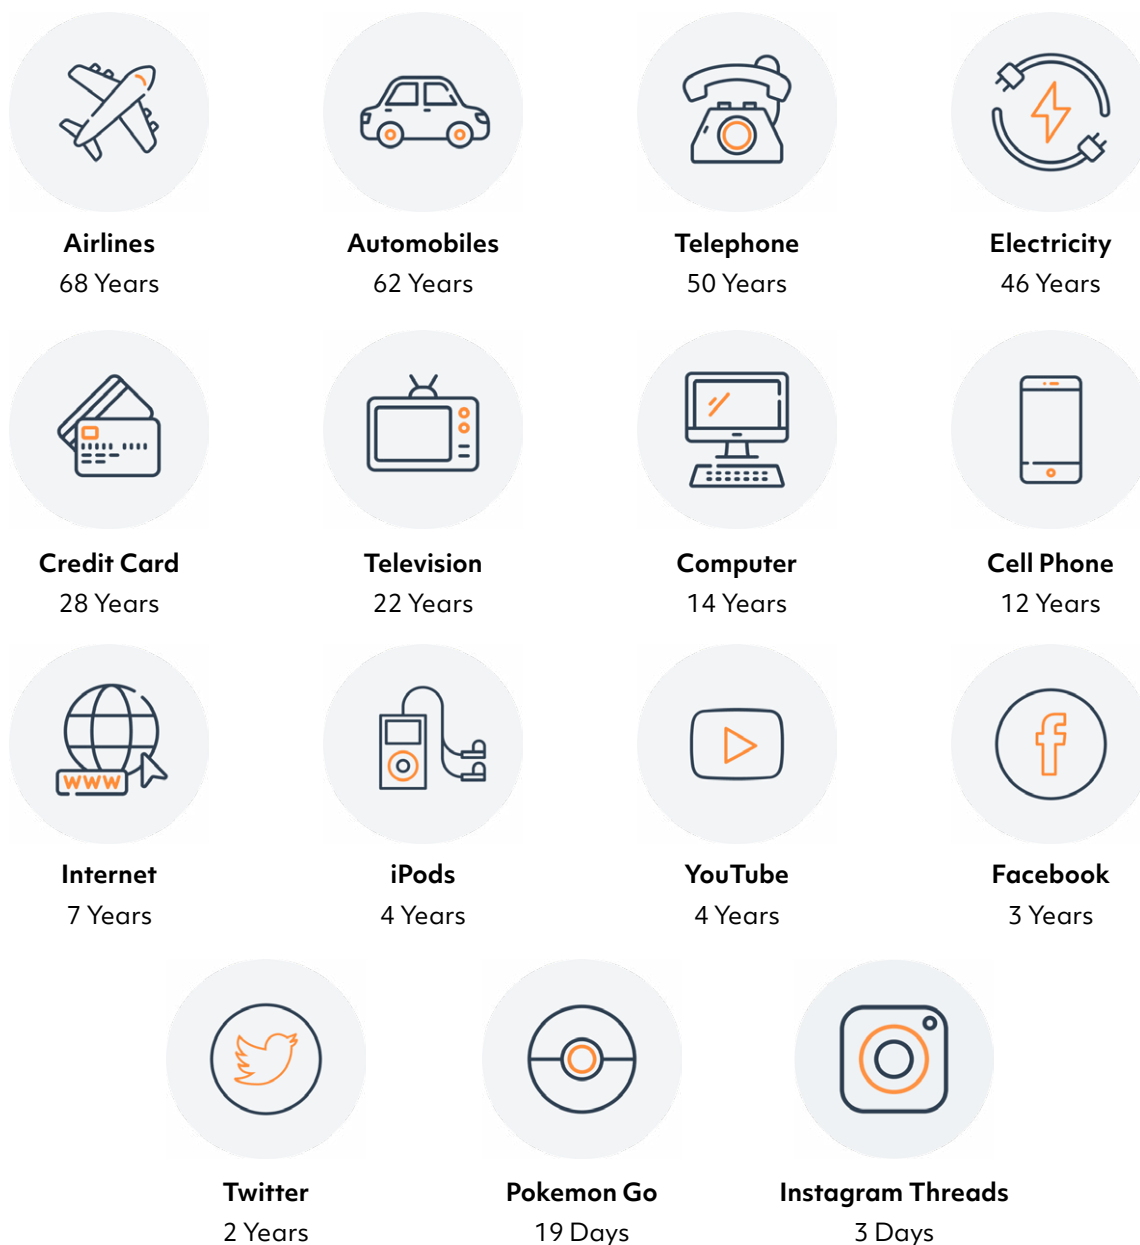 Airlines
68 Years
Automobiles
62 Years
Telephone
50 Years
Electricity
46 Years
Credit Card
28 Years
Television
22 Years
Computer
14 Years
Cell Phone
12 Years
WWW
Internet
7 Years
iPods
4 Years
YouTube
4 Years
f
Facebook
3 Years
Twitter
2 Years
Pokemon Go
19 Days
Instagram Threads
3 Days